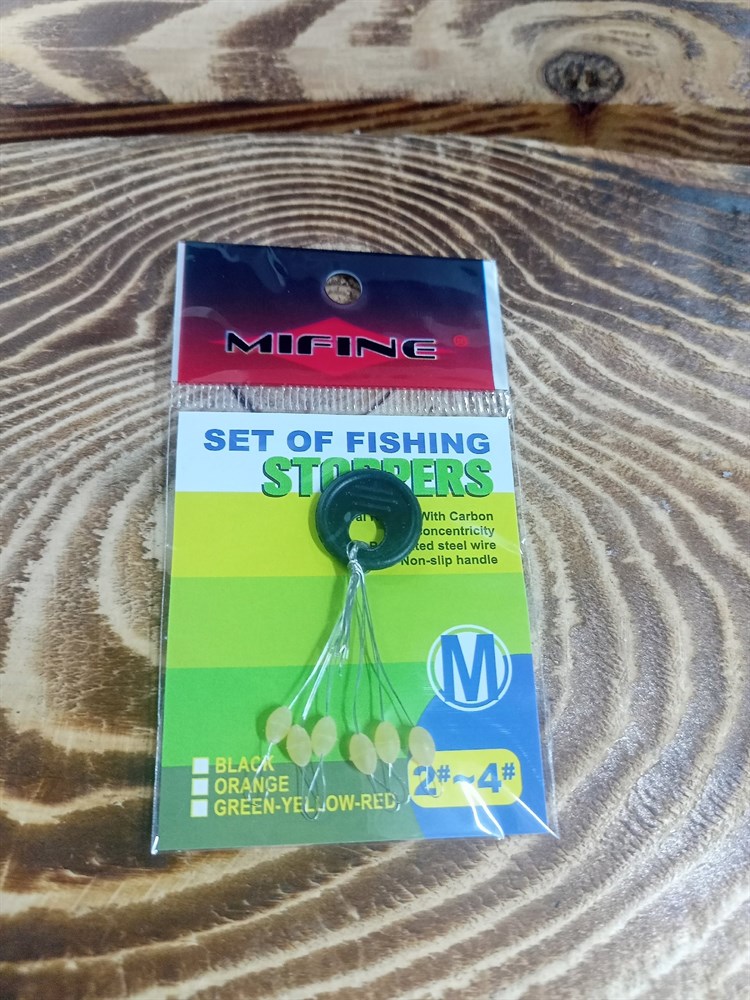 MIFINE ®
SET OF FISHING
STOPPERS
With Carbon
concentricity
steel wire
Non-slip handle
M
BLACK
ORANGE
GREEN-YELLOW-RED
2#~4#